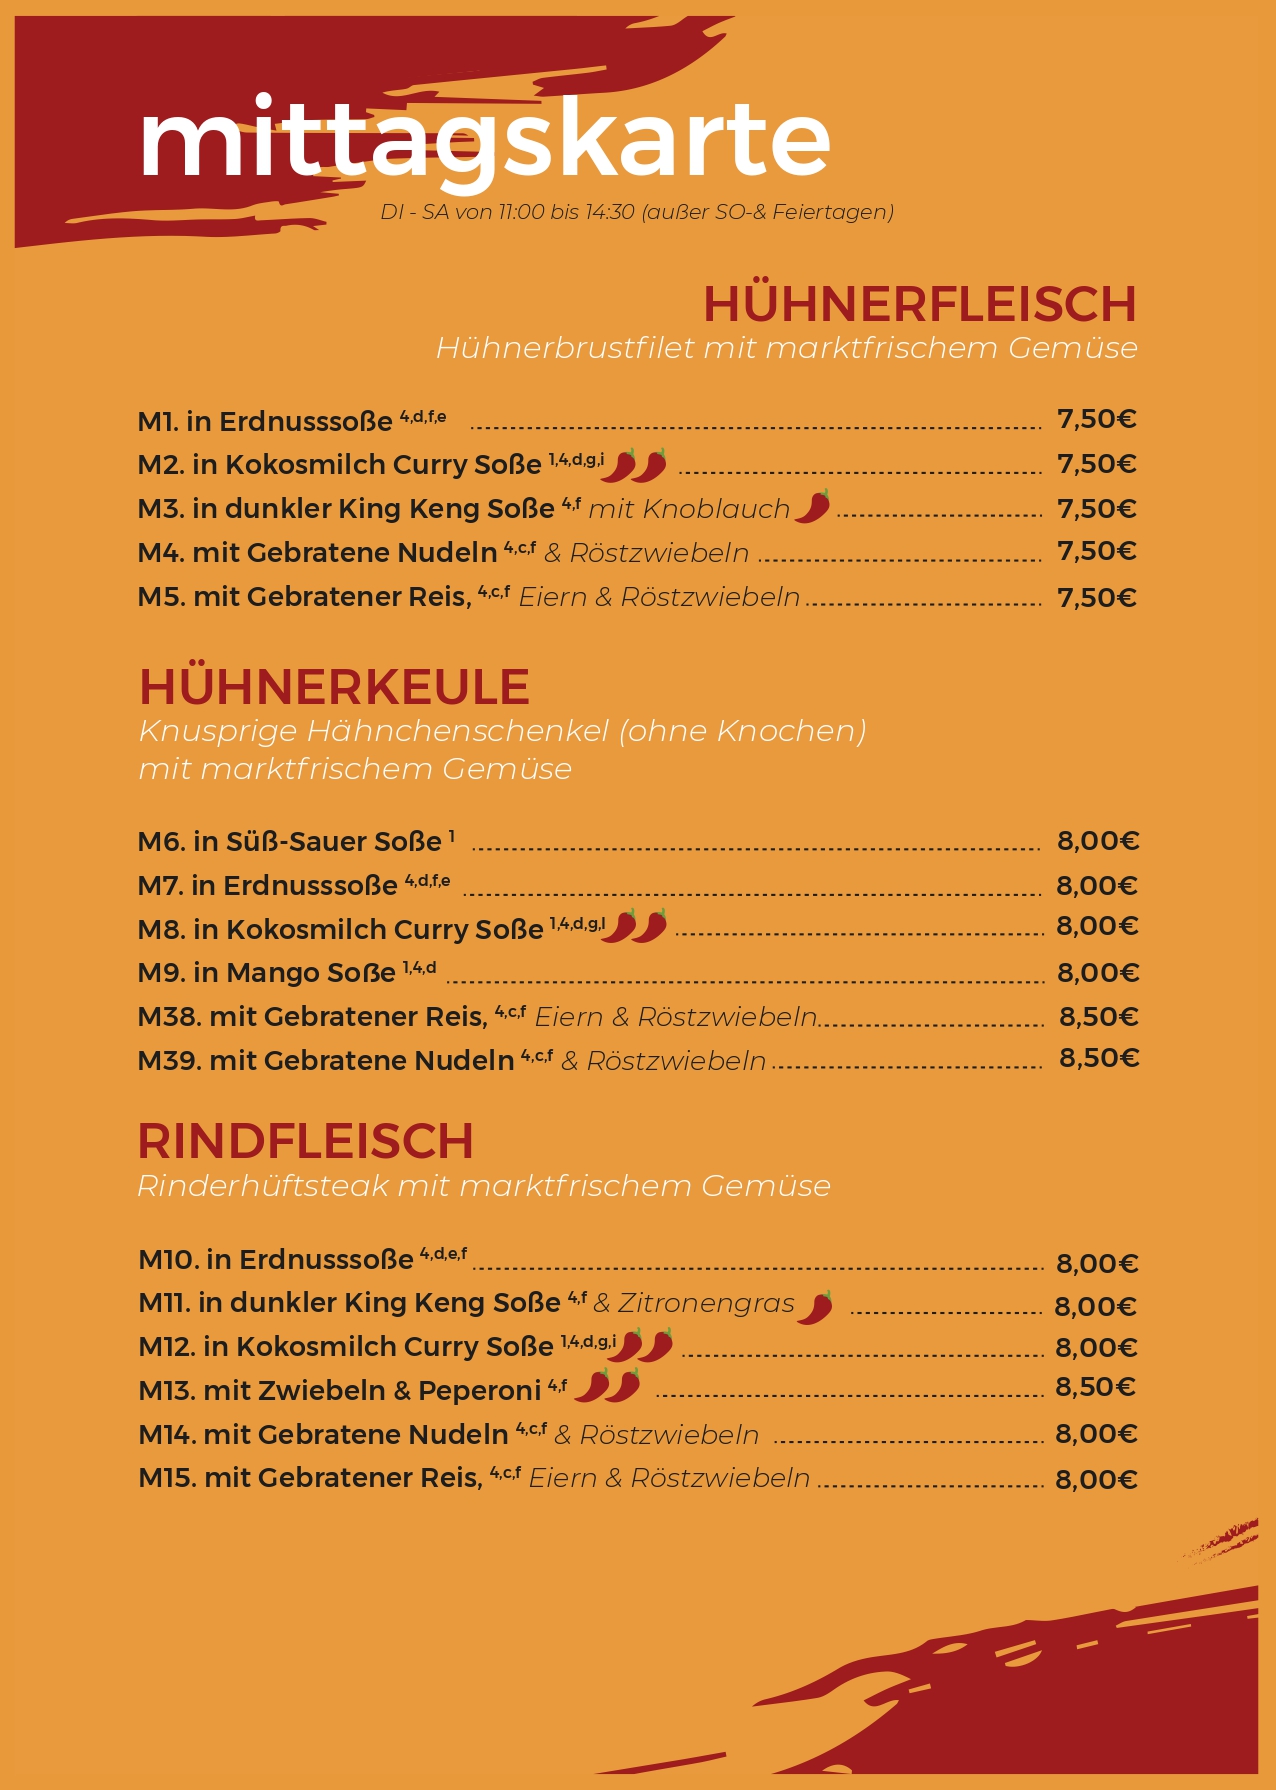 mittagskarte
DI - SA von 11:00 bis 14:30 (außer SO-& Feiertagen)
HÜHNERFLEISCH
Hühnerbrustfilet mit marktfrischem Gemüse
M1. in Erdnusssoße 4,d,f,e 7,50€
M2. in Kokosmilch Curry Soße 1,4,d,g,i 7,50€
M3. in dunkler King Keng Soße 4,f mit Knoblauch 7,50€
M4. mit Gebratene Nudeln 4,c,f & Röstzwiebeln 7,50€
M5. mit Gebratener Reis, 4,c,f Eiern & Röstzwiebeln 7,50€
HÜHNERKEULE
Knusprige Hähnchenschenkel (ohne Knochen)
mit marktfrischem Gemüse
M6. in Süß-Sauer Soße 1 8,00€
M7. in Erdnusssoße 4,d,f,e 8,00€
M8. in Kokosmilch Curry Soße 1,4,d,g,l 8,00€
M9. in Mango Soße 1,4,d 8,00€
M38. mit Gebratener Reis, 4,c,f Eiern & Röstzwiebeln 8,50€
M39. mit Gebratene Nudeln 4,c,f & Röstzwiebeln 8,50€
RINDFLEISCH
Rinderhüftsteak mit marktfrischem Gemüse
M10. in Erdnusssoße 4,d,e,f 8,00€
M11. in dunkler King Keng Soße 4,f & Zitronengras 8,00€
M12. in Kokosmilch Curry Soße 1,4,d,g,i 8,00€
M13. mit Zwiebeln & Peperoni 4,f 8,50€
M14. mit Gebratene Nudeln 4,c,f & Röstzwiebeln 8,00€
M15. mit Gebratener Reis, 4,c,f Eiern & Röstzwiebeln 8,00€